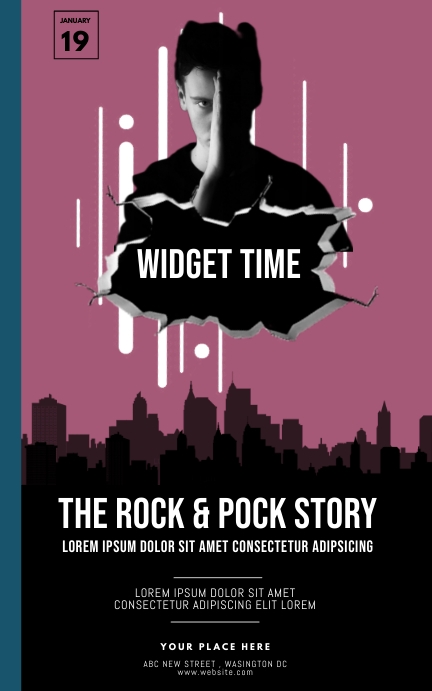 JANUARY
19
WIDGET TIME
THE ROCK & POCK STORY
LOREM IPSUM DOLOR SIT AMET CONSECTETUR ADIPSICING
LOREM IPSUM DOLOR SIT AMET
CONSECTETUR ADIPISCING ELIT LOREM
YOUR PLACE HERE
ABC NEW STREET , WASINGTON DC
www.website.com